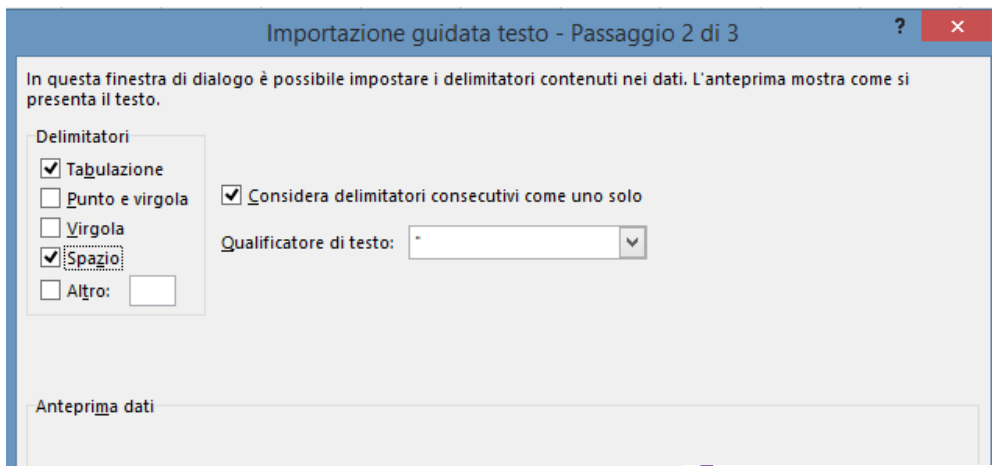 Importazione guidata testo - Passaggio 2 di 3
? ×
In questa finestra di dialogo è possibile impostare i delimitatori contenuti nei dati. L'anteprima mostra come si
presenta il testo.
Delimitatori
Tabulazione
Punto e virgola
Virgola
Spazio
Altro:
Considera delimitatori consecutivi come uno solo
Qualificatore di testo: "
Anteprima dati